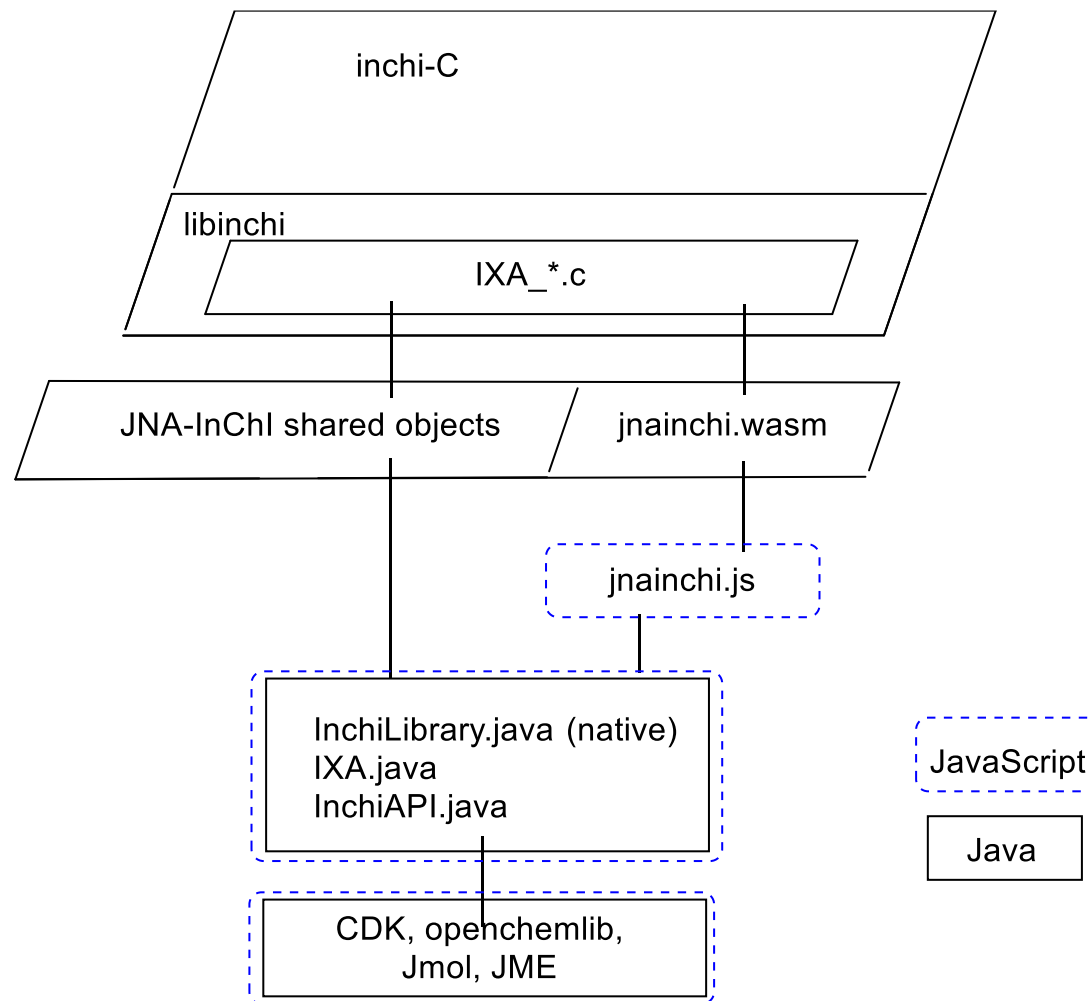 inchi-C
libinchi
IXA_*.c
JNA-InChI shared objects
jnainchi.wasm
jnainchi.js
InchiLibrary.java (native)
IXA.java
InchiAPI.java
JavaScript
Java
CDK, openchemlib,
Jmol, JME